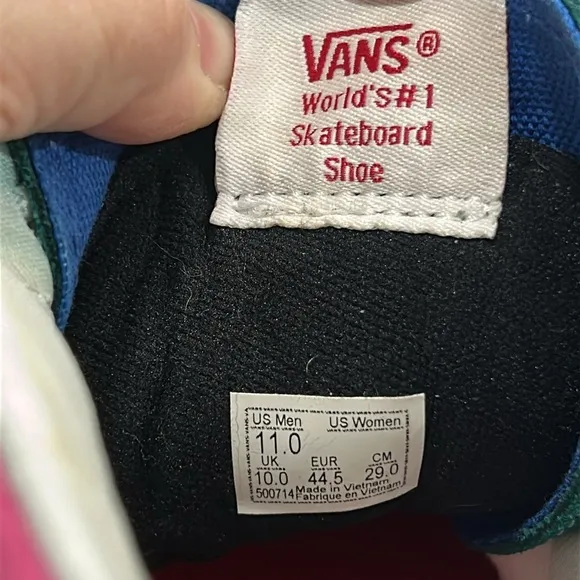 VANS®
World's#1
Skateboard
Shoe
US Men US Women
11.0
UK EUR CM
10.0 44.5 29.0
500714 Made in Vietnam
Fabrique en Vietnam